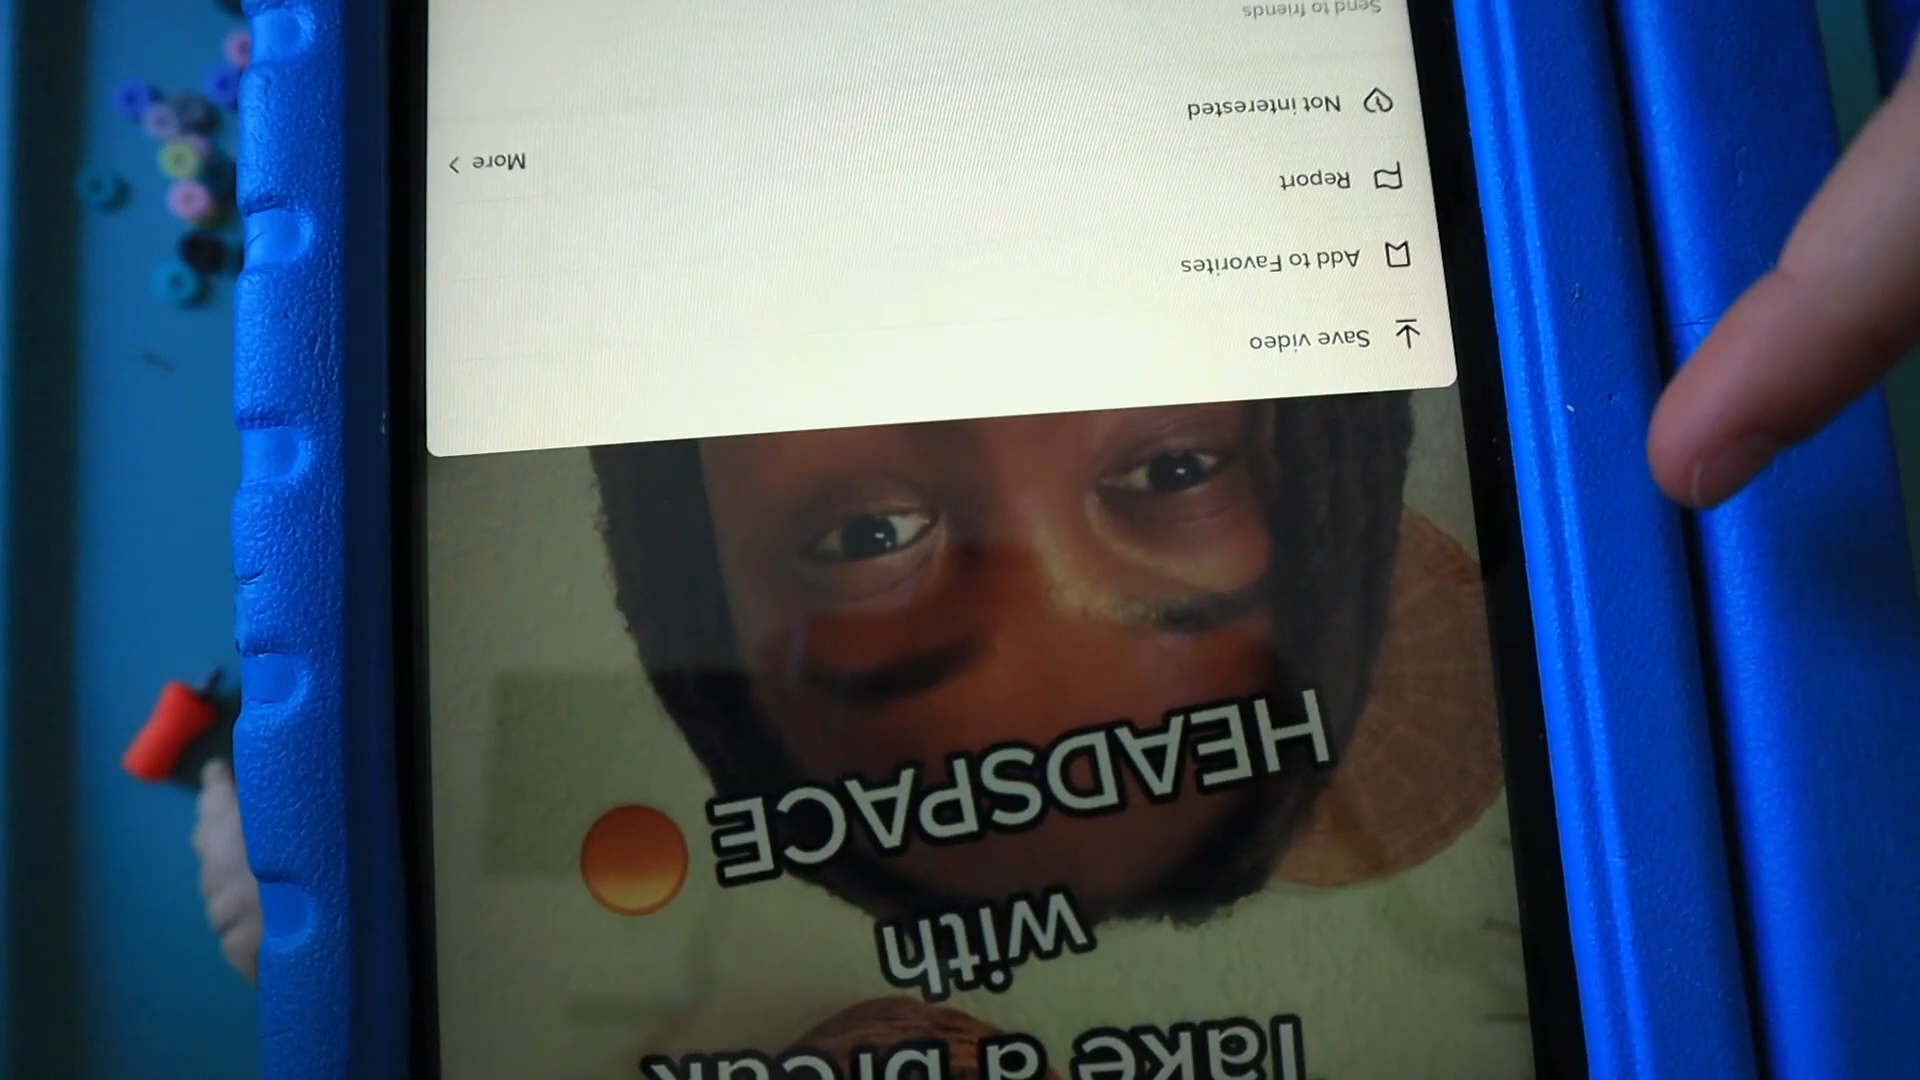 Take a break
with
HEADSPACE
Save video
Add to Favorites
Report
Not interested
More
Send to friends